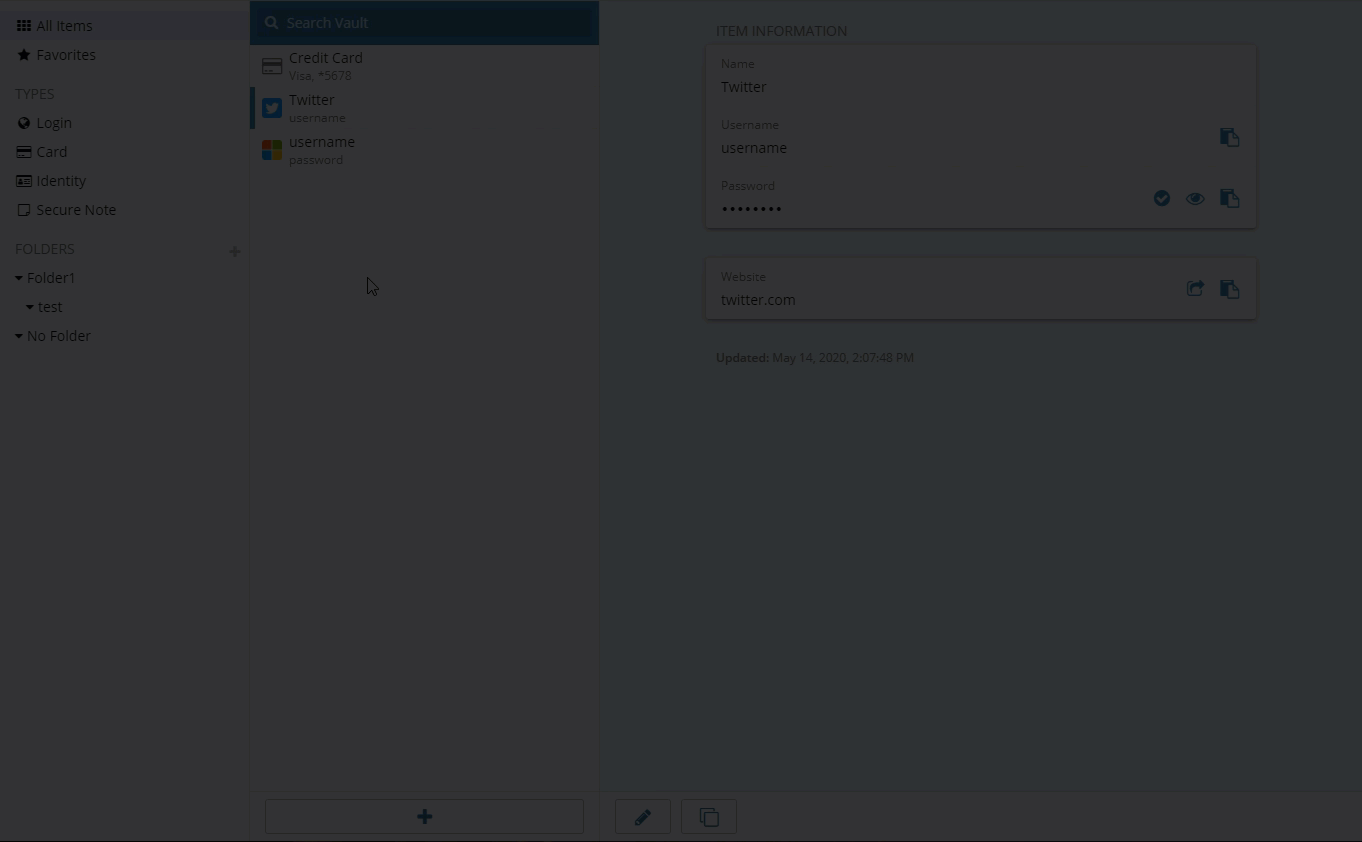 All Items
Favorites
TYPES
Login
Card
Identity
Secure Note
FOLDERS
Folder1
test
No Folder
Search Vault
Credit Card
Visa, *5678
Twitter
username
username
password
ITEM INFORMATION
Name
Twitter
Username
username
Password
••••••••
Website
twitter.com
Updated: May 14, 2020, 2:07:48 PM